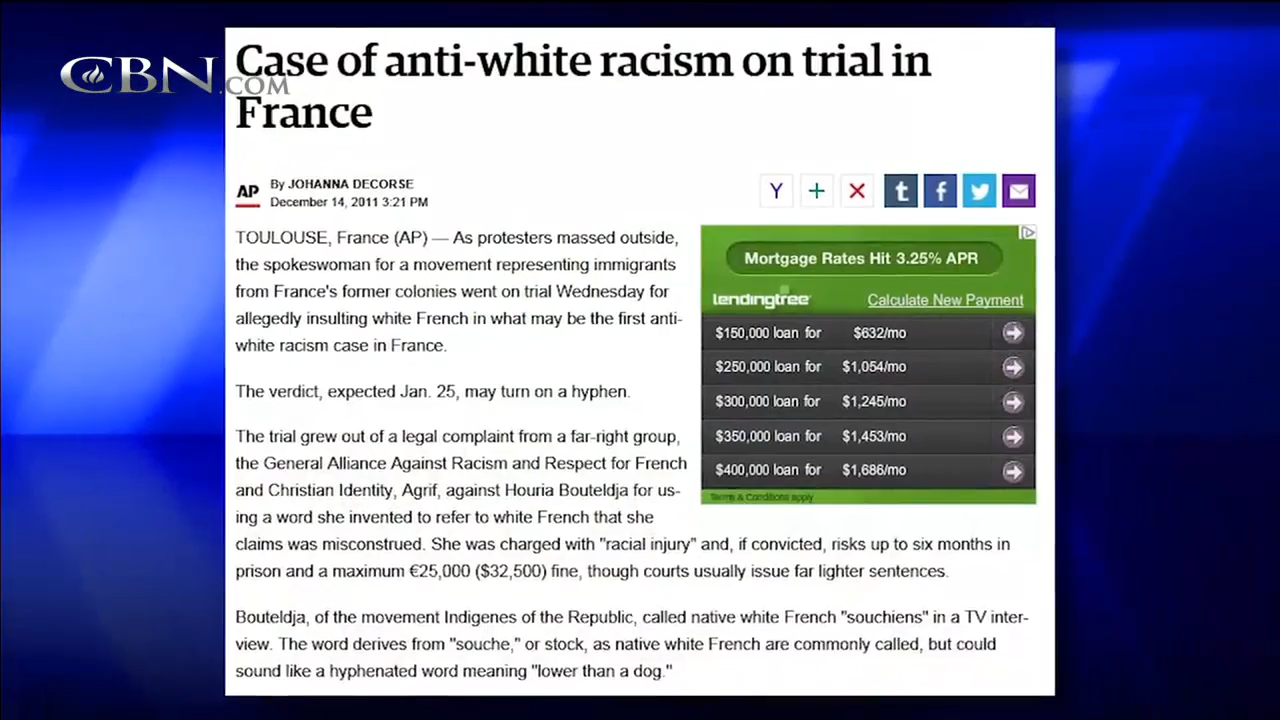 CBN.COM
Case of anti-white racism on trial in
France
AP
By JOHANNA DECORSE
December 14, 2011 3:21 PM
Y
t
f
TOULOUSE, France (AP) — As protesters massed outside,
the spokeswoman for a movement representing immigrants
from France's former colonies went on trial Wednesday for
allegedly insulting white French in what may be the first anti-
white racism case in France.
The verdict, expected Jan. 25, may turn on a hyphen.
The trial grew out of a legal complaint from a far-right group,
the General Alliance Against Racism and Respect for French
and Christian Identity, Agrif, against Houria Bouteldja for us-
ing a word she invented to refer to white French that she
claims was misconstrued. She was charged with "racial injury" and, if convicted, risks up to six months in
prison and a maximum €25,000 ($32,500) fine, though courts usually issue far lighter sentences.
Bouteldja, of the movement Indigenes of the Republic, called native white French "souchiens" in a TV inter-
view. The word derives from "souche," or stock, as native white French are commonly called, but could
sound like a hyphenated word meaning "lower than a dog."
Mortgage Rates Hit 3.25% APR
lendingtree Calculate New Payment
$150,000 loan for $632/mo
$250,000 loan for $1,054/mo
$300,000 loan for $1,245/mo
$350,000 loan for $1,453/mo
$400,000 loan for $1,686/mo
Terms & Conditions apply